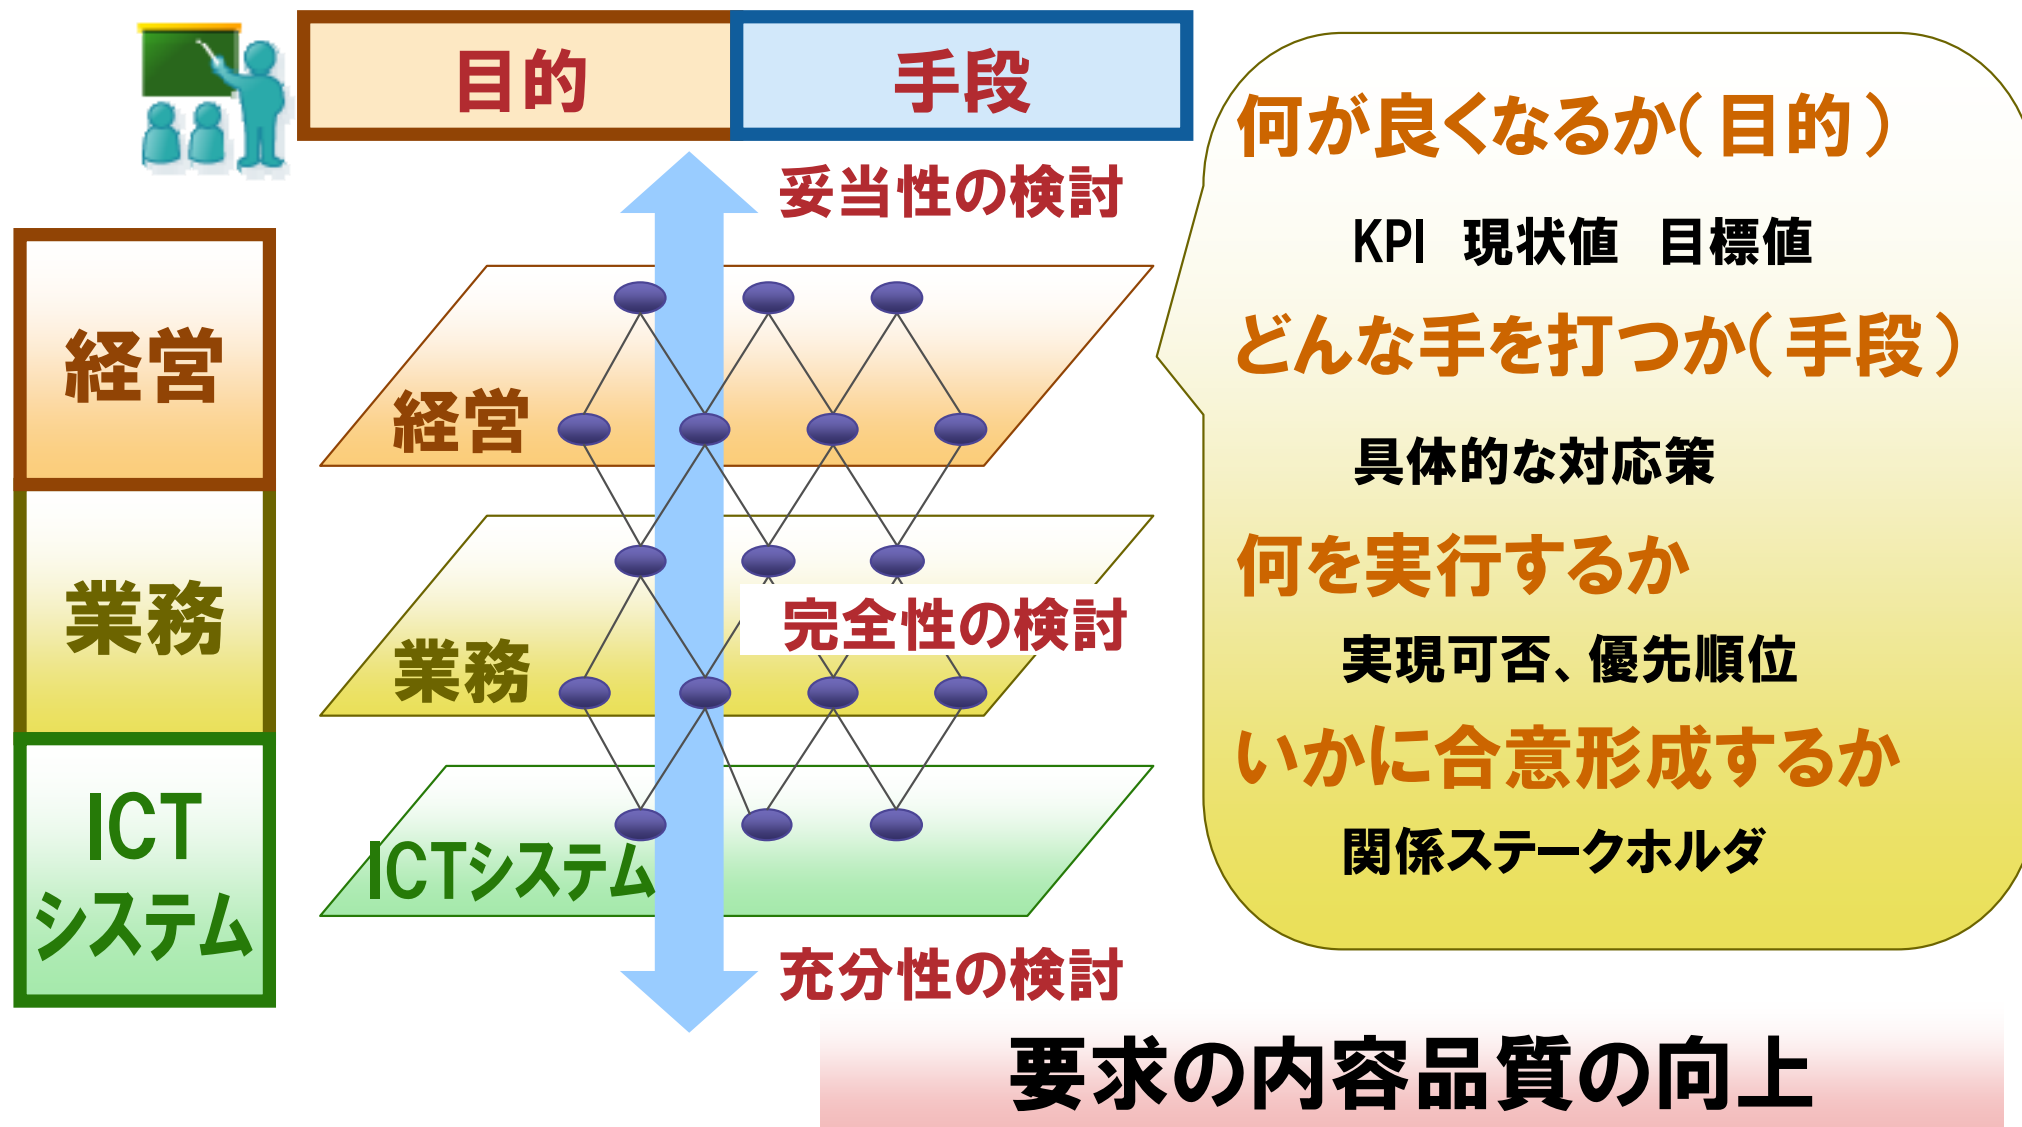 目的
手段
妥当性の検討
経営
業務
ICT
システム
経営
業務
完全性の検討
ICTシステム
充分性の検討
何が良くなるか(目的)
KPI 現状値 目標値
どんな手を打つか(手段)
具体的な対応策
何を実行するか
実現可否、優先順位
いかに合意形成するか
関係ステークホルダ
要求の内容品質の向上